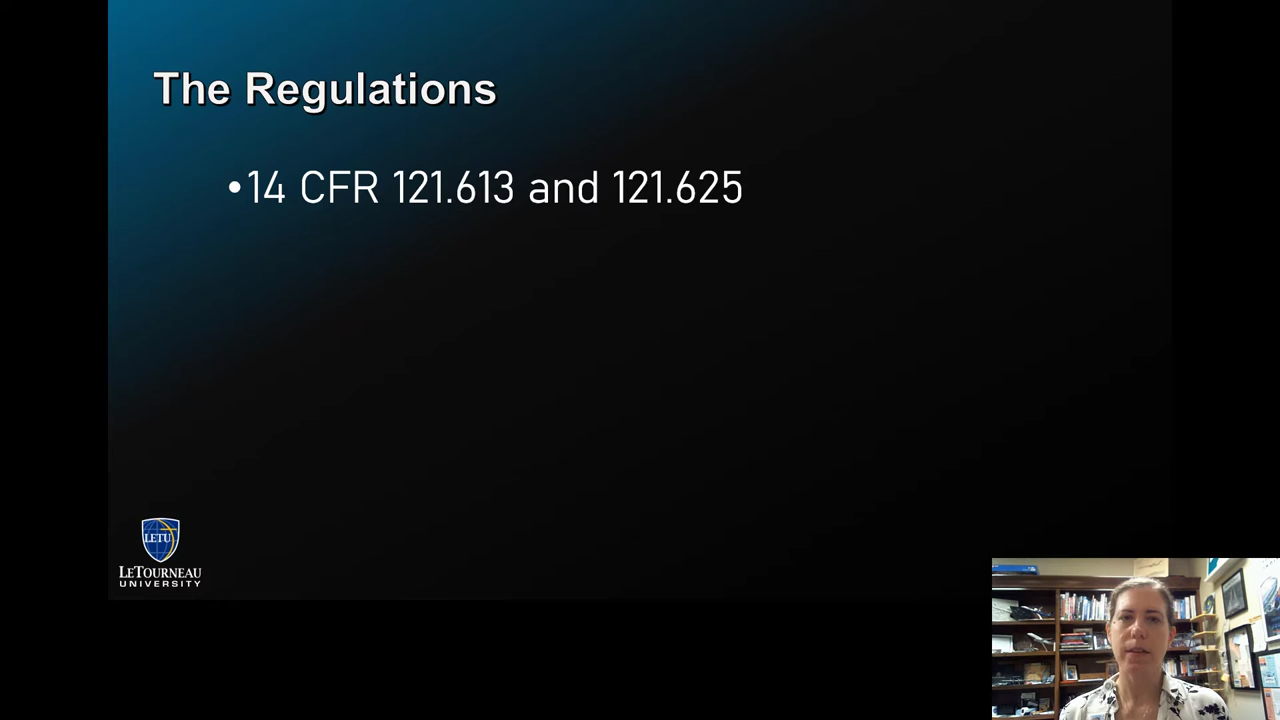 The Regulations
•14 CFR 121.613 and 121.625
LETU
LETOURNEAU
UNIVERSITY